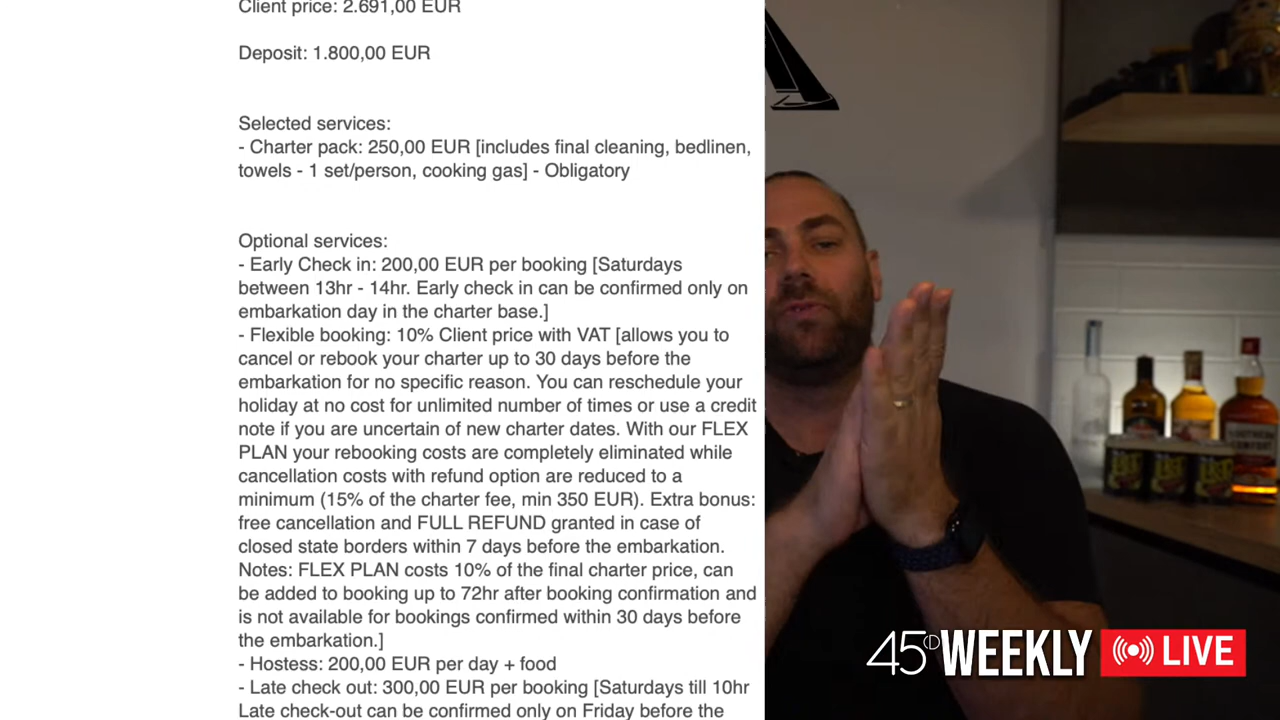 Client price: 2.691,00 EUR
Deposit: 1.800,00 EUR
Selected services:
- Charter pack: 250,00 EUR [includes final cleaning, bedlinen,
towels - 1 set/person, cooking gas] - Obligatory
Optional services:
- Early Check in: 200,00 EUR per booking [Saturdays
between 13hr - 14hr. Early check in can be confirmed only on
embarkation day in the charter base.]
- Flexible booking: 10% Client price with VAT [allows you to
cancel or rebook your charter up to 30 days before the
embarkation for no specific reason. You can reschedule your
holiday at no cost for unlimited number of times or use a credit
note if you are uncertain of new charter dates. With our FLEX
PLAN your rebooking costs are completely eliminated while
cancellation costs with refund option are reduced to a
minimum (15% of the charter fee, min 350 EUR). Extra bonus:
free cancellation and FULL REFUND granted in case of
closed state borders within 7 days before the embarkation.
Notes: FLEX PLAN costs 10% of the final charter price, can
be added to booking up to 72hr after booking confirmation and
is not available for bookings confirmed within 30 days before
the embarkation.]
- Hostess: 200,00 EUR per day + food
- Late check out: 300,00 EUR per booking [Saturdays till 10hr
Late check-out can be confirmed only on Friday before the
SOUTHERN
COMFORT
45D WEEKLY LIVE